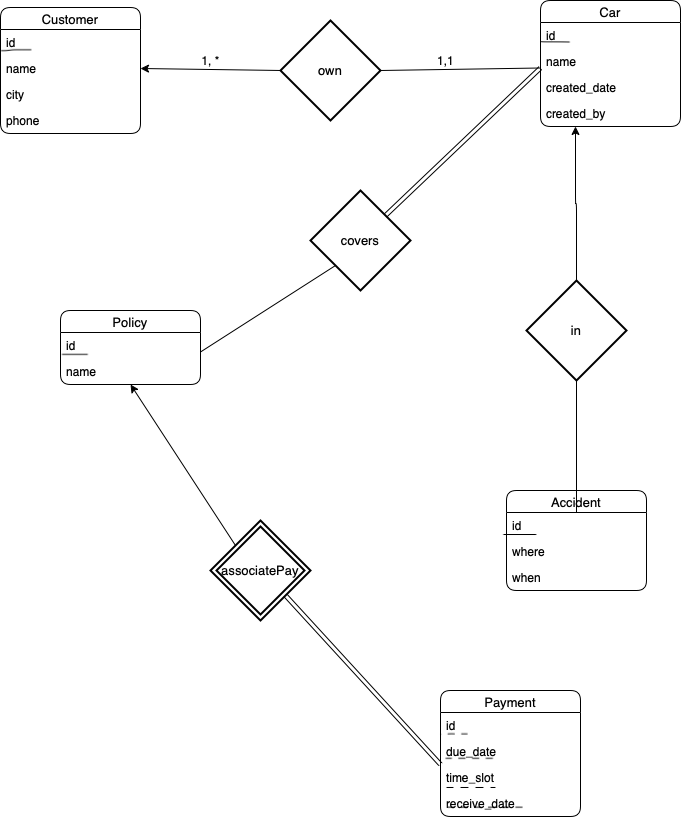 Customer
id
name
city
phone
1, *
own
1,1
Car
id
name
created_date
created_by
covers
Policy
id
name
in
Accident
id
where
when
associatePay
Payment
id
due_date
time_slot
receive_date